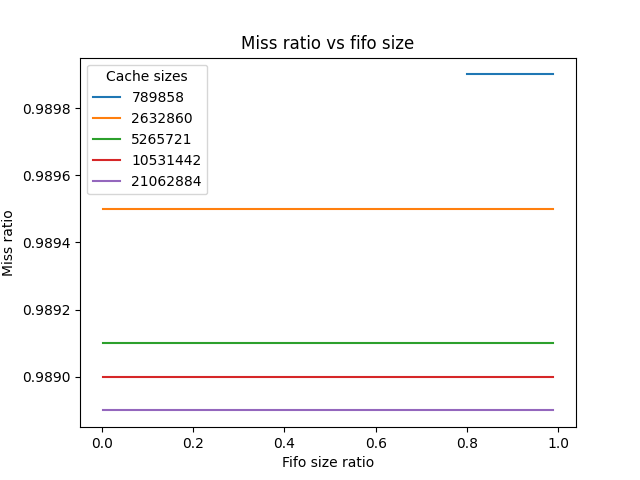 Miss ratio vs fifo size
Cache sizes
789858
2632860
5265721
10531442
21062884
0.9898
0.9896
0.9894
0.9892
0.9890
Miss ratio
0.0 0.2 0.4 0.6 0.8 1.0
Fifo size ratio